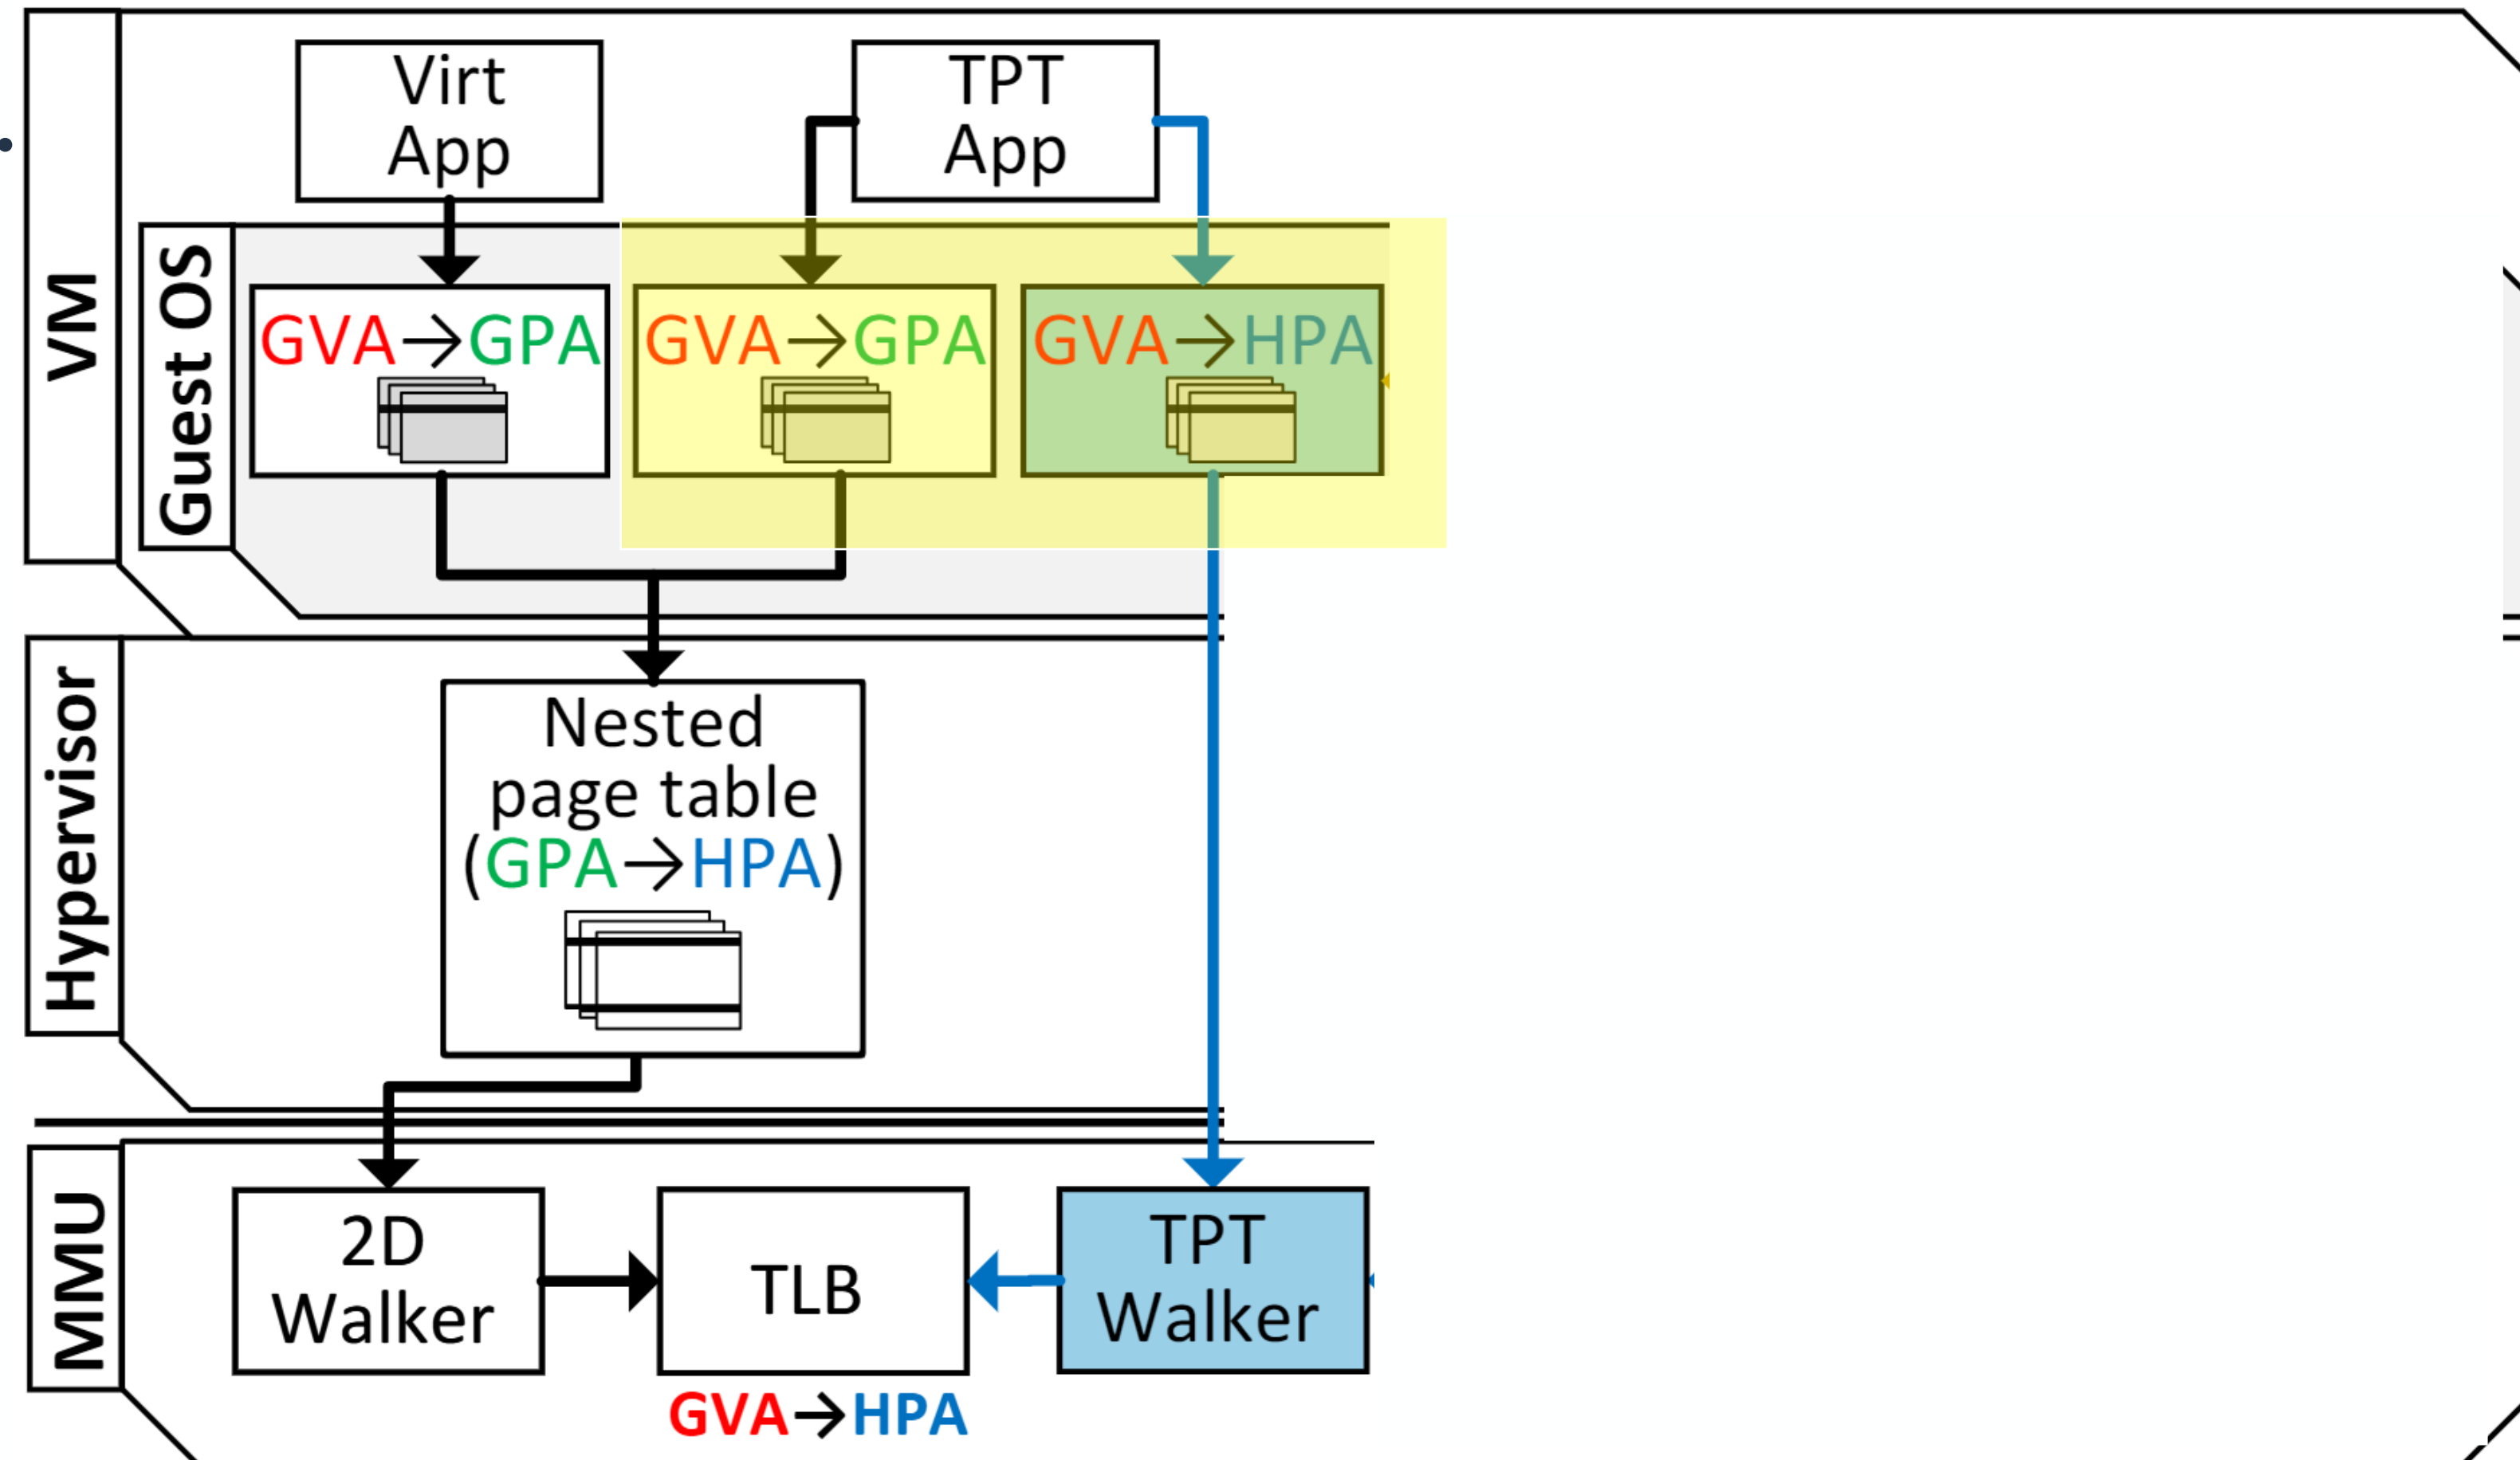 VM
Virt
App
TPT
App
Guest OS
GVA→GPA
GVA→GPA
GVA→HPA
Hypervisor
Nested
page table
(GPA→HPA)
MMU
2D
Walker
TLB
TPT
Walker
GVA→HPA